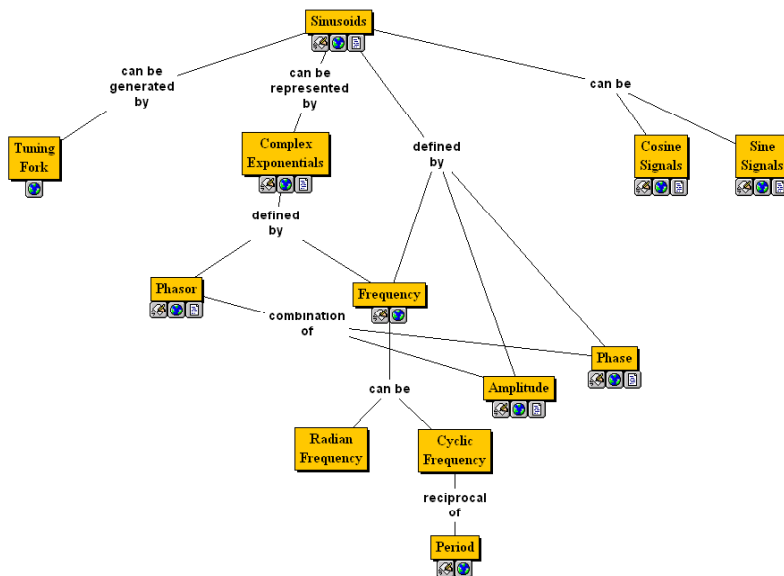 Sinusoids
can be
generated
by
can be
represented
by
can be
Tuning
Fork
Complex
Exponentials
defined
by
Cosine
Signals
Sine
Signals
defined
by
Phasor
Frequency
combination
of
Phase
Amplitude
can be
Radian
Frequency
Cyclic
Frequency
reciprocal
of
Period